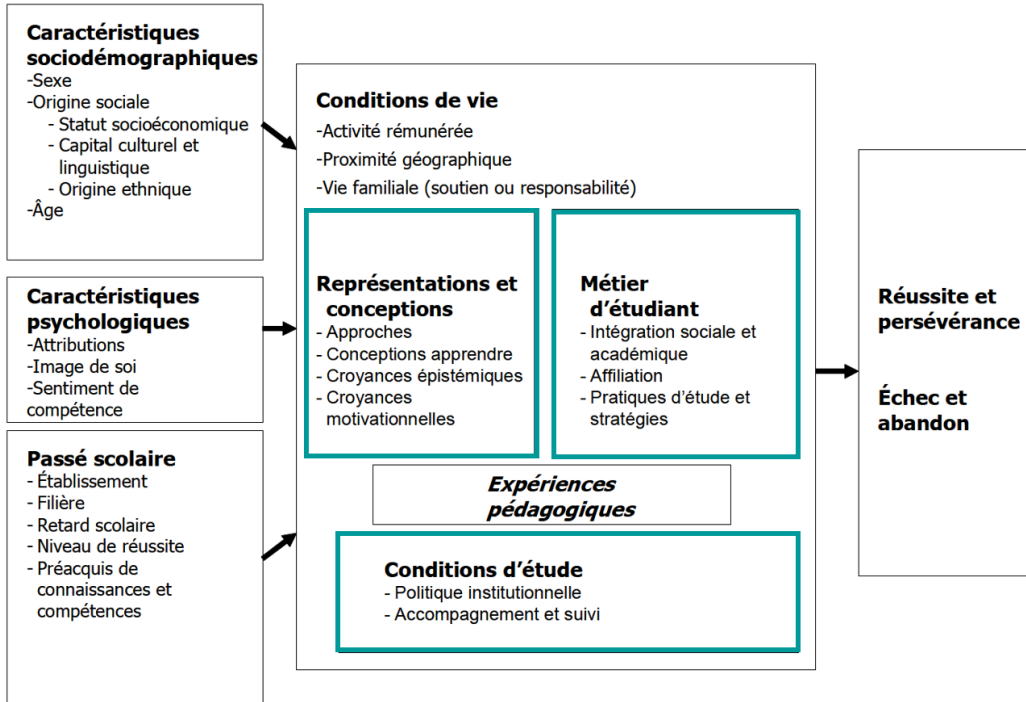 Caractéristiques
sociodémographiques
-Sexe
-Origine sociale
- Statut socioéconomique
- Capital culturel et
linguistique
- Origine ethnique
-Âge
Caractéristiques
psychologiques
-Attributions
-Image de soi
-Sentiment de
compétence
Passé scolaire
- Établissement
- Filière
- Retard scolaire
- Niveau de réussite
- Préacquis de
connaissances et
compétences
Conditions de vie
-Activité rémunérée
-Proximité géographique
-Vie familiale (soutien ou responsabilité)
Représentations et
conceptions
- Approches
- Conceptions apprendre
- Croyances épistémiques
- Croyances
motivationnelles
Métier
d’étudiant
- Intégration sociale et
académique
- Affiliation
- Pratiques d’étude et
stratégies
Expériences
pédagogiques
Conditions d’étude
- Politique institutionnelle
- Accompagnement et suivi
Réussite et
persévérance
Échec et
abandon